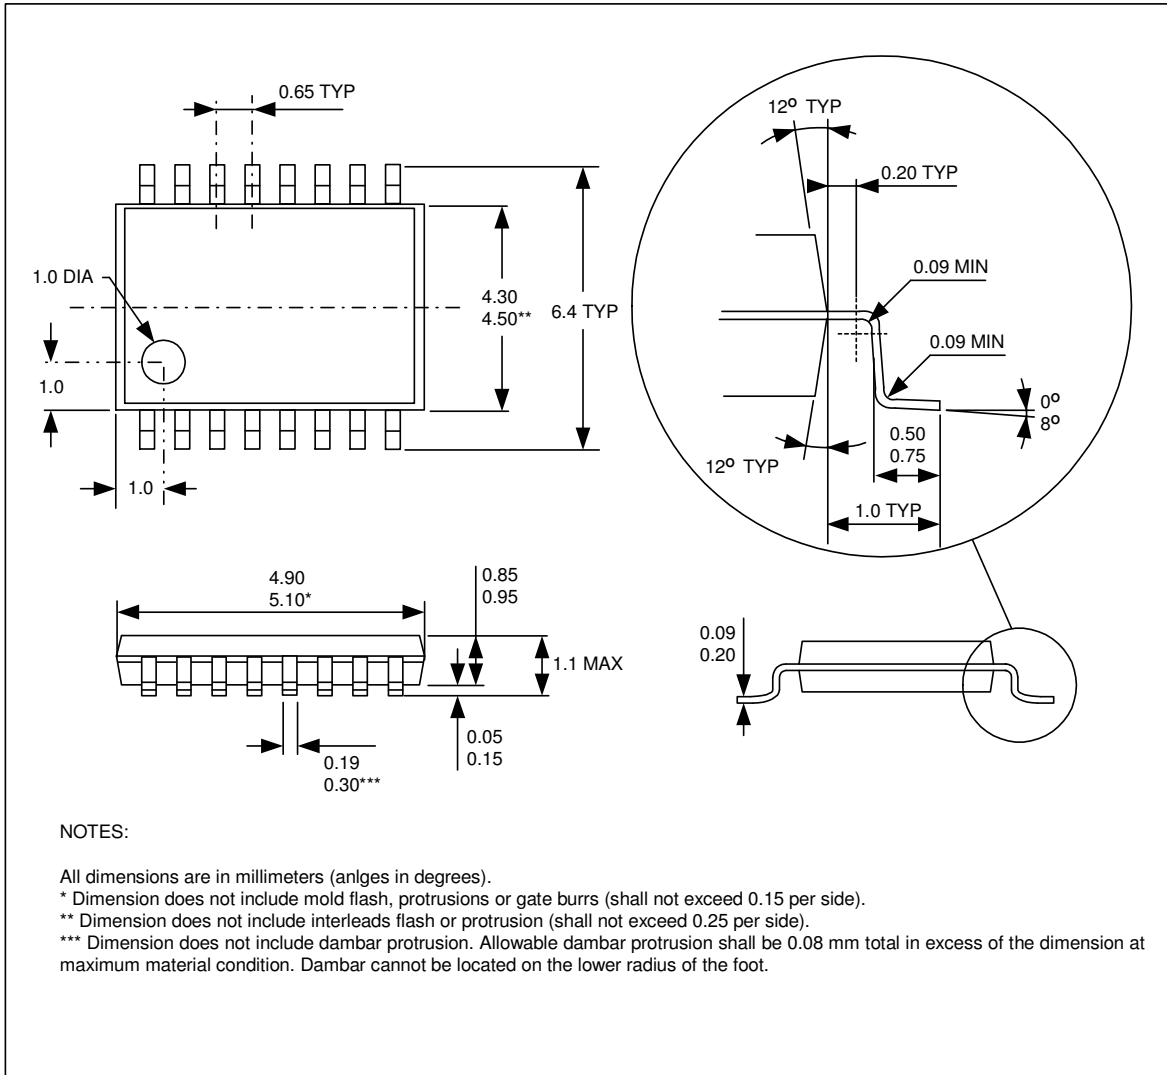 0.65 TYP
12º TYP
0.20 TYP
1.0 DIA
0.09 MIN
4.30
4.50**
6.4 TYP
0.09 MIN
1.0
0º
8º
0.50
0.75
12º TYP
1.0
1.0 TYP
4.90
5.10*
0.85
0.95
1.1 MAX
0.09
0.20
0.05
0.15
0.19
0.30***
NOTES:
All dimensions are in millimeters (anlges in degrees).
* Dimension does not include mold flash, protrusions or gate burrs (shall not exceed 0.15 per side).
** Dimension does not include interleads flash or protrusion (shall not exceed 0.25 per side).
*** Dimension does not include dambar protrusion. Allowable dambar protrusion shall be 0.08 mm total in excess of the dimension at
maximum material condition. Dambar cannot be located on the lower radius of the foot.